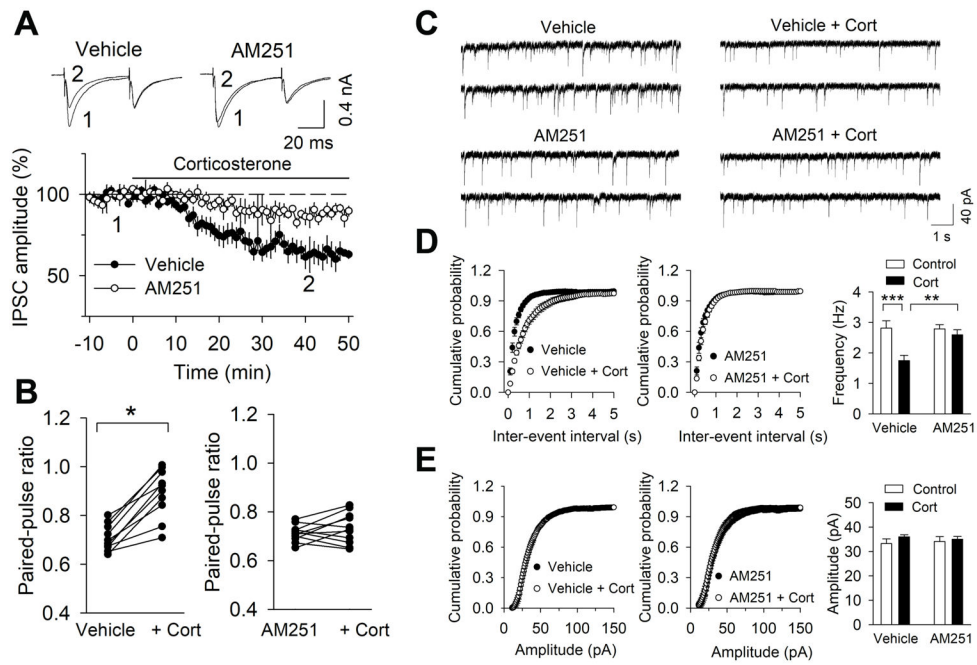 A
Vehicle
AM251
2
1
2
1
0.4 nA
20 ms
IPSC amplitude (%)
100
50
Corticosterone
1
2
Vehicle
AM251
-10 0 10 20 30 40 50
Time (min)
B
Paired-pulse ratio
1.2
1.0
0.8
0.6
0.4
*
Vehicle + Cort
Paired-pulse ratio
1.2
1.0
0.8
0.6
0.4
AM251 + Cort
C
Vehicle
Vehicle + Cort
AM251
AM251 + Cort
40 pA
1 s
D
Cumulative probability
1.2
0.9
0.6
0.3
0.0
Vehicle
Vehicle + Cort
0 1 2 3 4 5
Inter-event interval (s)
Cumulative probability
1.2
0.9
0.6
0.3
0.0
AM251
AM251 + Cort
0 1 2 3 4 5
Inter-event interval (s)
Control
Cort
Frequency (Hz)
4
3
2
1
0
*** **
Vehicle AM251
E
Cumulative probability
1.2
0.9
0.6
0.3
0.0
Vehicle
Vehicle + Cort
0 50 100 150
Amplitude (pA)
Cumulative probability
1.2
0.9
0.6
0.3
0.0
AM251
AM251 + Cort
0 50 100 150
Amplitude (pA)
Control
Cort
Amplitude (pA)
50
40
30
20
10
0
Vehicle AM251